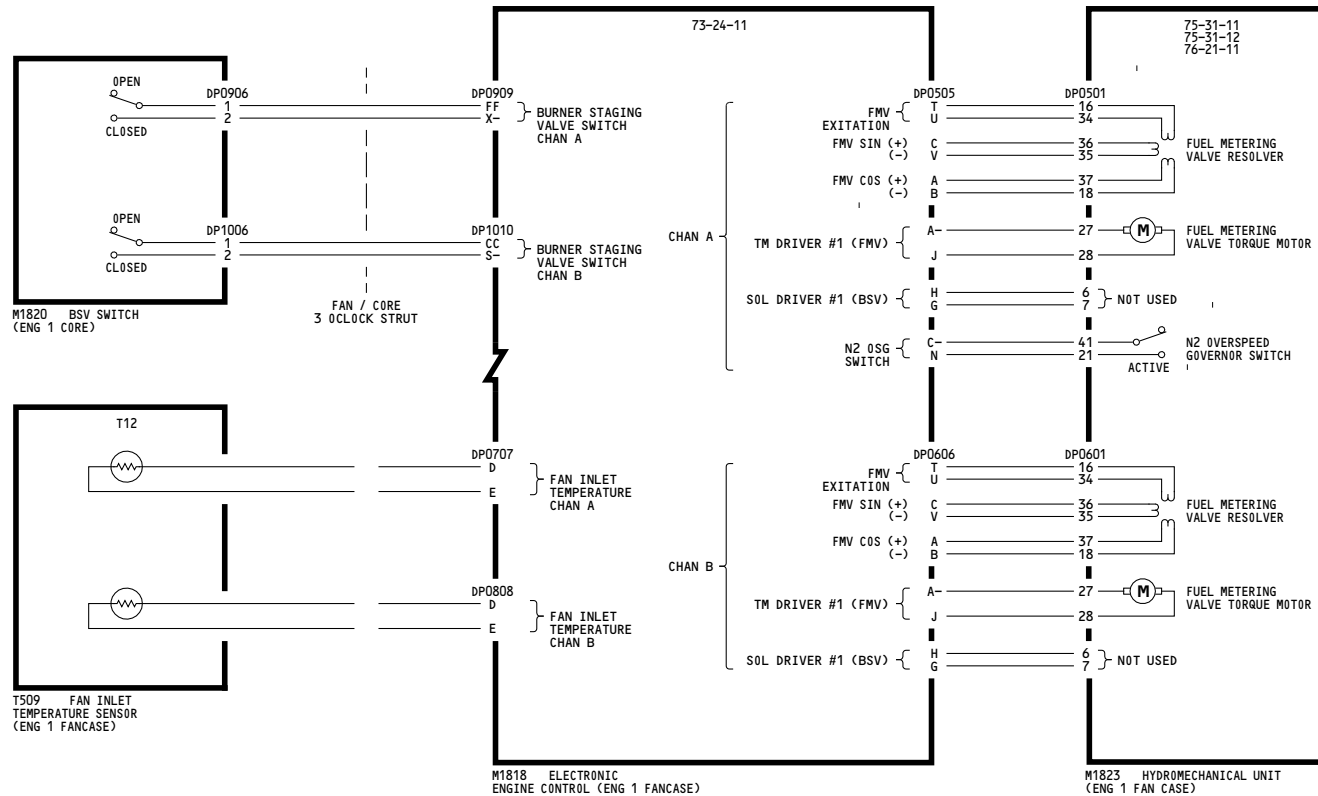 73-24-11
75-31-11
75-31-12
76-21-11
OPEN
CLOSED
DP0906
1
2
DP0909
FF
X-
BURNER STAGING
VALVE SWITCH
CHAN A
OPEN
CLOSED
DP1006
1
2
DP1010
CC
S-
BURNER STAGING
VALVE SWITCH
CHAN B
M1820 BSV SWITCH
(ENG 1 CORE)
FAN / CORE
3 OCLOCK STRUT
T12
DP0707
D
E
FAN INLET
TEMPERATURE
CHAN A
DP0808
D
E
FAN INLET
TEMPERATURE
CHAN B
T509 FAN INLET
TEMPERATURE SENSOR
(ENG 1 FANCASE)
CHAN A
DP0505
DP0501
FMV
EXITATION
T
U
16
34
FMV SIN (+)
(-)
C
V
36
35
FUEL METERING
VALVE RESOLVER
FMV COS (+)
(-)
A
B
37
18
TM DRIVER #1 (FMV)
A-
J
27
28
M
FUEL METERING
VALVE TORQUE MOTOR
SOL DRIVER #1 (BSV)
H
G
6
7
NOT USED
N2 OSG
SWITCH
C-
N
41
21
ACTIVE
N2 OVERSPEED
GOVERNOR SWITCH
CHAN B
DP0606
DP0601
FMV
EXITATION
T
U
16
34
FMV SIN (+)
(-)
C
V
36
35
FUEL METERING
VALVE RESOLVER
FMV COS (+)
(-)
A
B
37
18
TM DRIVER #1 (FMV)
A-
J
27
28
M
FUEL METERING
VALVE TORQUE MOTOR
SOL DRIVER #1 (BSV)
H
G
6
7
NOT USED
M1818 ELECTRONIC
ENGINE CONTROL (ENG 1 FANCASE)
M1823 HYDROMECHANICAL UNIT
(ENG 1 FAN CASE)